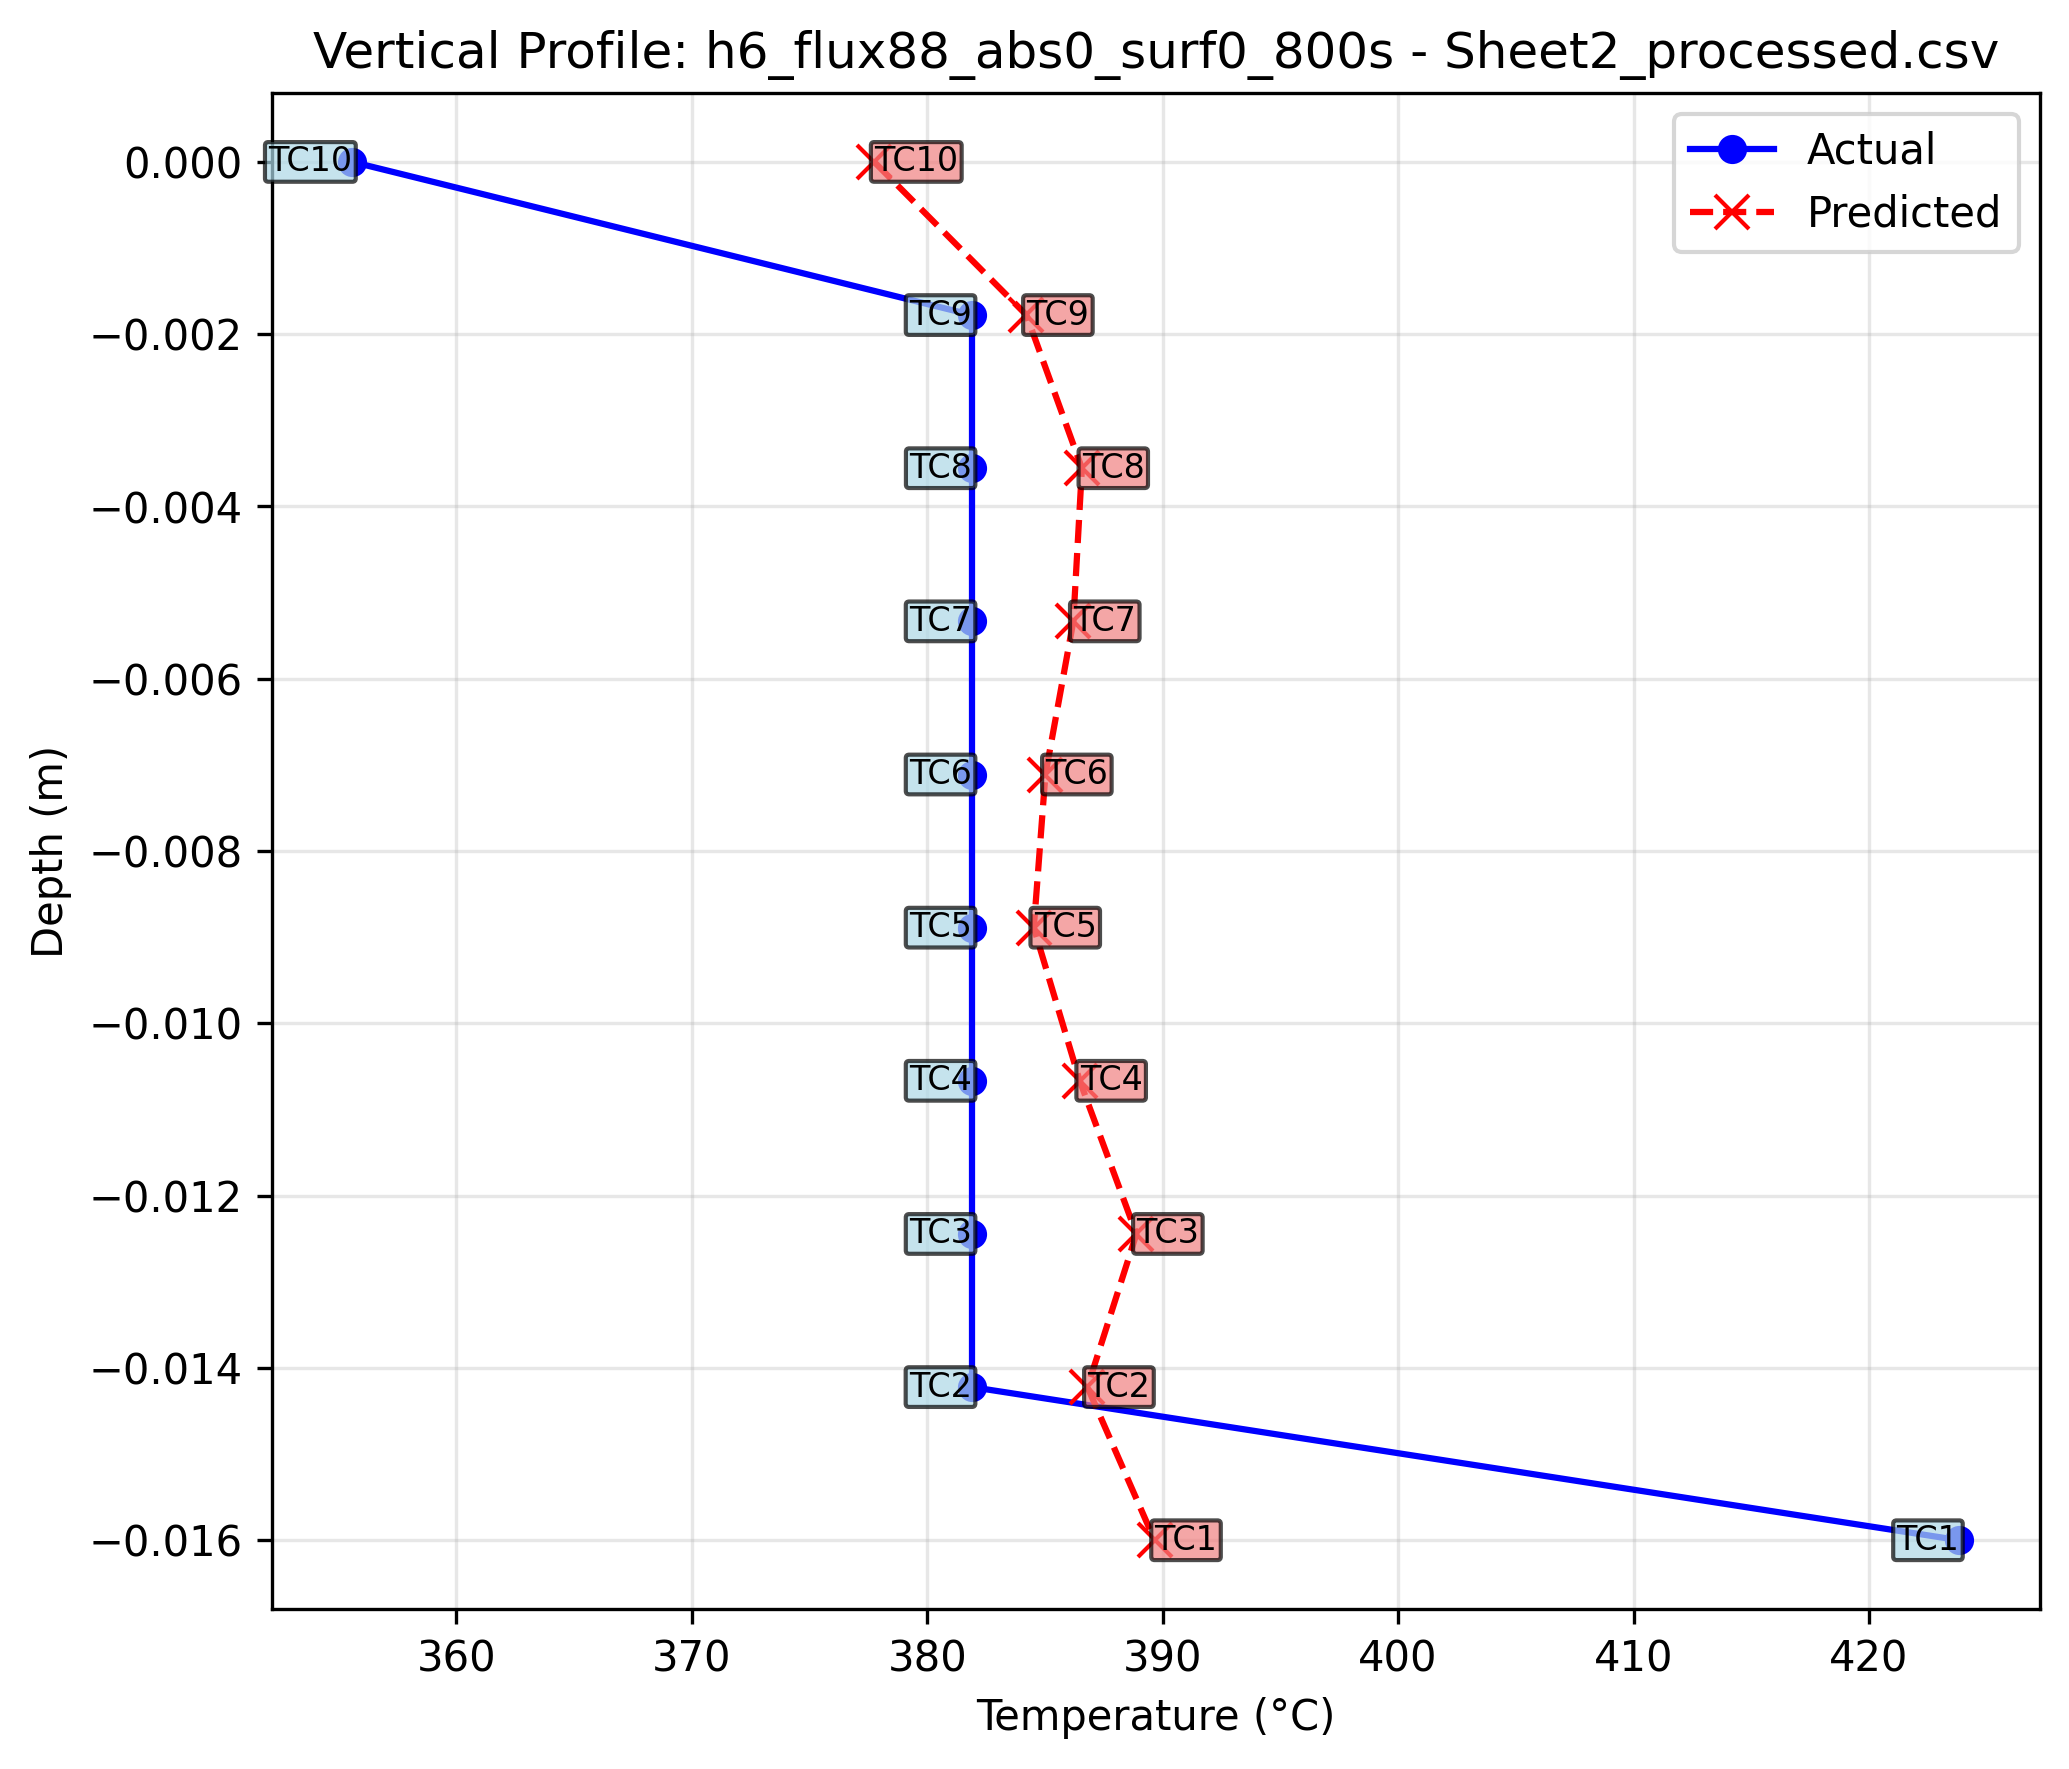 Vertical Profile: h6_flux88_abs0_surf0_800s - Sheet2_processed.csv
Actual
Predicted
0.000
−0.002
−0.004
−0.006
−0.008
−0.010
−0.012
−0.014
−0.016
Depth (m)
TC10 TC10
TC9 TC9
TC8 TC8
TC7 TC7
TC6 TC6
TC5 TC5
TC4 TC4
TC3 TC3
TC2 TC2
TC1 TC1
360 370 380 390 400 410 420
Temperature (°C)